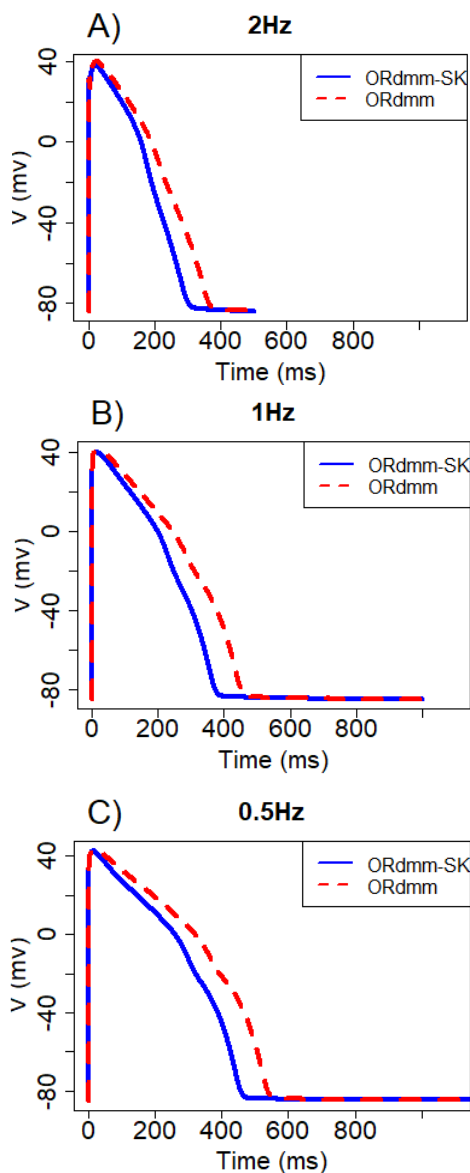 A)
2Hz
ORdmm-SK
ORdmm
V (mv)
40
0
-40
-80
0 200 400 600 800
Time (ms)
B)
1Hz
ORdmm-SK
ORdmm
V (mv)
40
0
-40
-80
0 200 400 600 800
Time (ms)
C)
0.5Hz
ORdmm-SK
ORdmm
V (mv)
40
0
-40
-80
0 200 400 600 800
Time (ms)